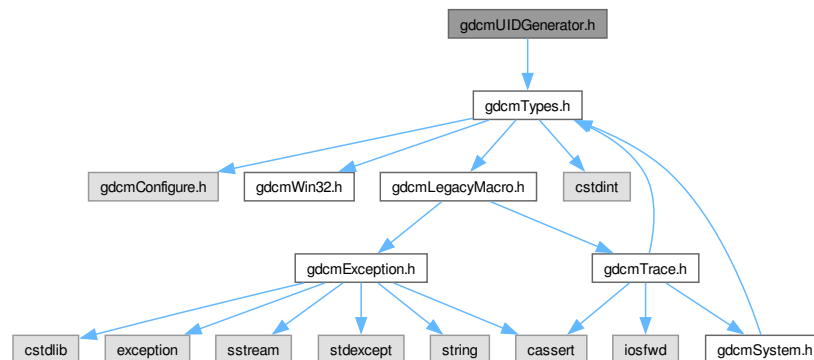 gdcmUIDGenerator.h
gdcmTypes.h
gdcmConfigure.h
gdcmWin32.h
gdcmLegacyMacro.h
cstdint
gdcmException.h
gdcmTrace.h
cstdlib
exception
sstream
stdexcept
string
cassert
iosfwd
gdcmSystem.h